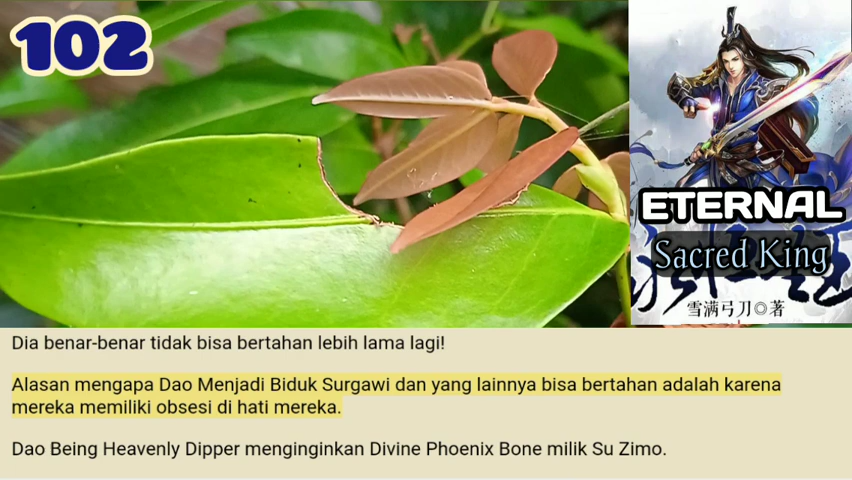 102
ETERNAL
Sacred King
雪满弓刀◎著
Dia benar-benar tidak bisa bertahan lebih lama lagi!
Alasan mengapa Dao Menjadi Biduk Surgawi dan yang lainnya bisa bertahan adalah karena
mereka memiliki obsesi di hati mereka.
Dao Being Heavenly Dipper menginginkan Divine Phoenix Bone milik Su Zimo.